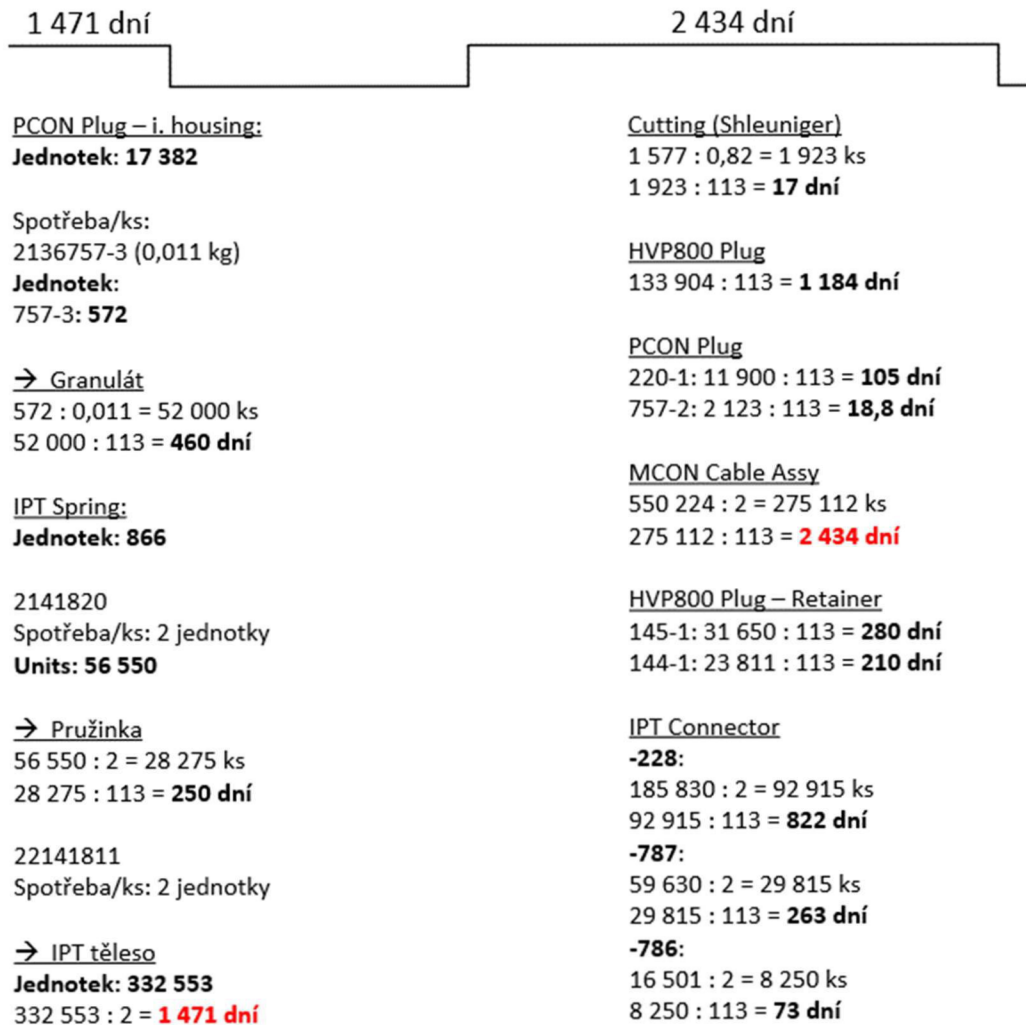 1 471 dní
2 434 dní
PCON Plug – i. housing:
Jednotek: 17 382
Spotřeba/ks:
2136757-3 (0,011 kg)
Jednotek:
757-3: 572
→ Granulát
572 : 0,011 = 52 000 ks
52 000 : 113 = 460 dní
IPT Spring:
Jednotek: 866
2141820
Spotřeba/ks: 2 jednotky
Units: 56 550
→ Pružinka
56 550 : 2 = 28 275 ks
28 275 : 113 = 250 dní
22141811
Spotřeba/ks: 2 jednotky
→ IPT těleso
Jednotek: 332 553
332 553 : 2 = 1 471 dní
Cutting (Shleuniger)
1 577 : 0,82 = 1 923 ks
1 923 : 113 = 17 dní
HVP800 Plug
133 904 : 113 = 1 184 dní
PCON Plug
220-1: 11 900 : 113 = 105 dní
757-2: 2 123 : 113 = 18,8 dní
MCON Cable Assy
550 224 : 2 = 275 112 ks
275 112 : 113 = 2 434 dní
HVP800 Plug – Retainer
145-1: 31 650 : 113 = 280 dní
144-1: 23 811 : 113 = 210 dní
IPT Connector
-228:
185 830 : 2 = 92 915 ks
92 915 : 113 = 822 dní
-787:
59 630 : 2 = 29 815 ks
29 815 : 113 = 263 dní
-786:
16 501 : 2 = 8 250 ks
8 250 : 113 = 73 dní